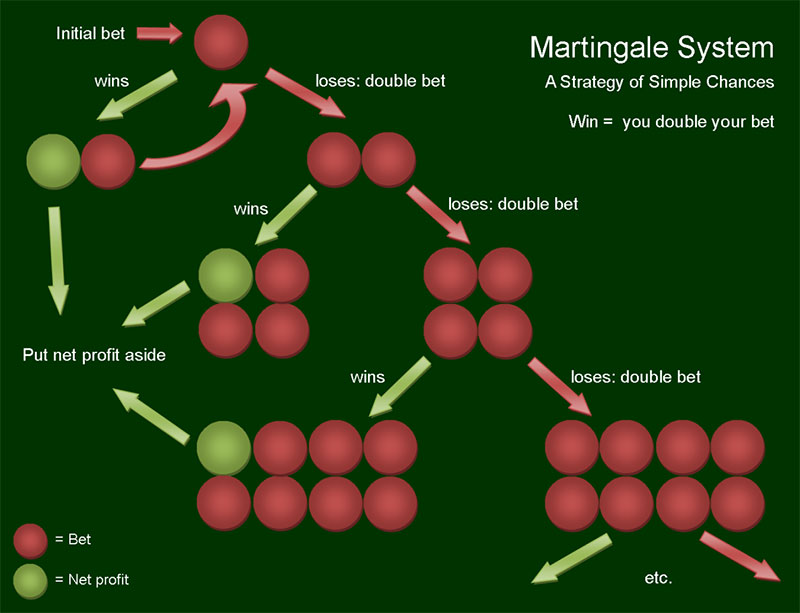 Initial bet
Martingale System
A Strategy of Simple Chances
wins
loses: double bet
Win = you double your bet
wins
loses: double bet
Put net profit aside
wins
loses: double bet
= Bet
= Net profit
etc.